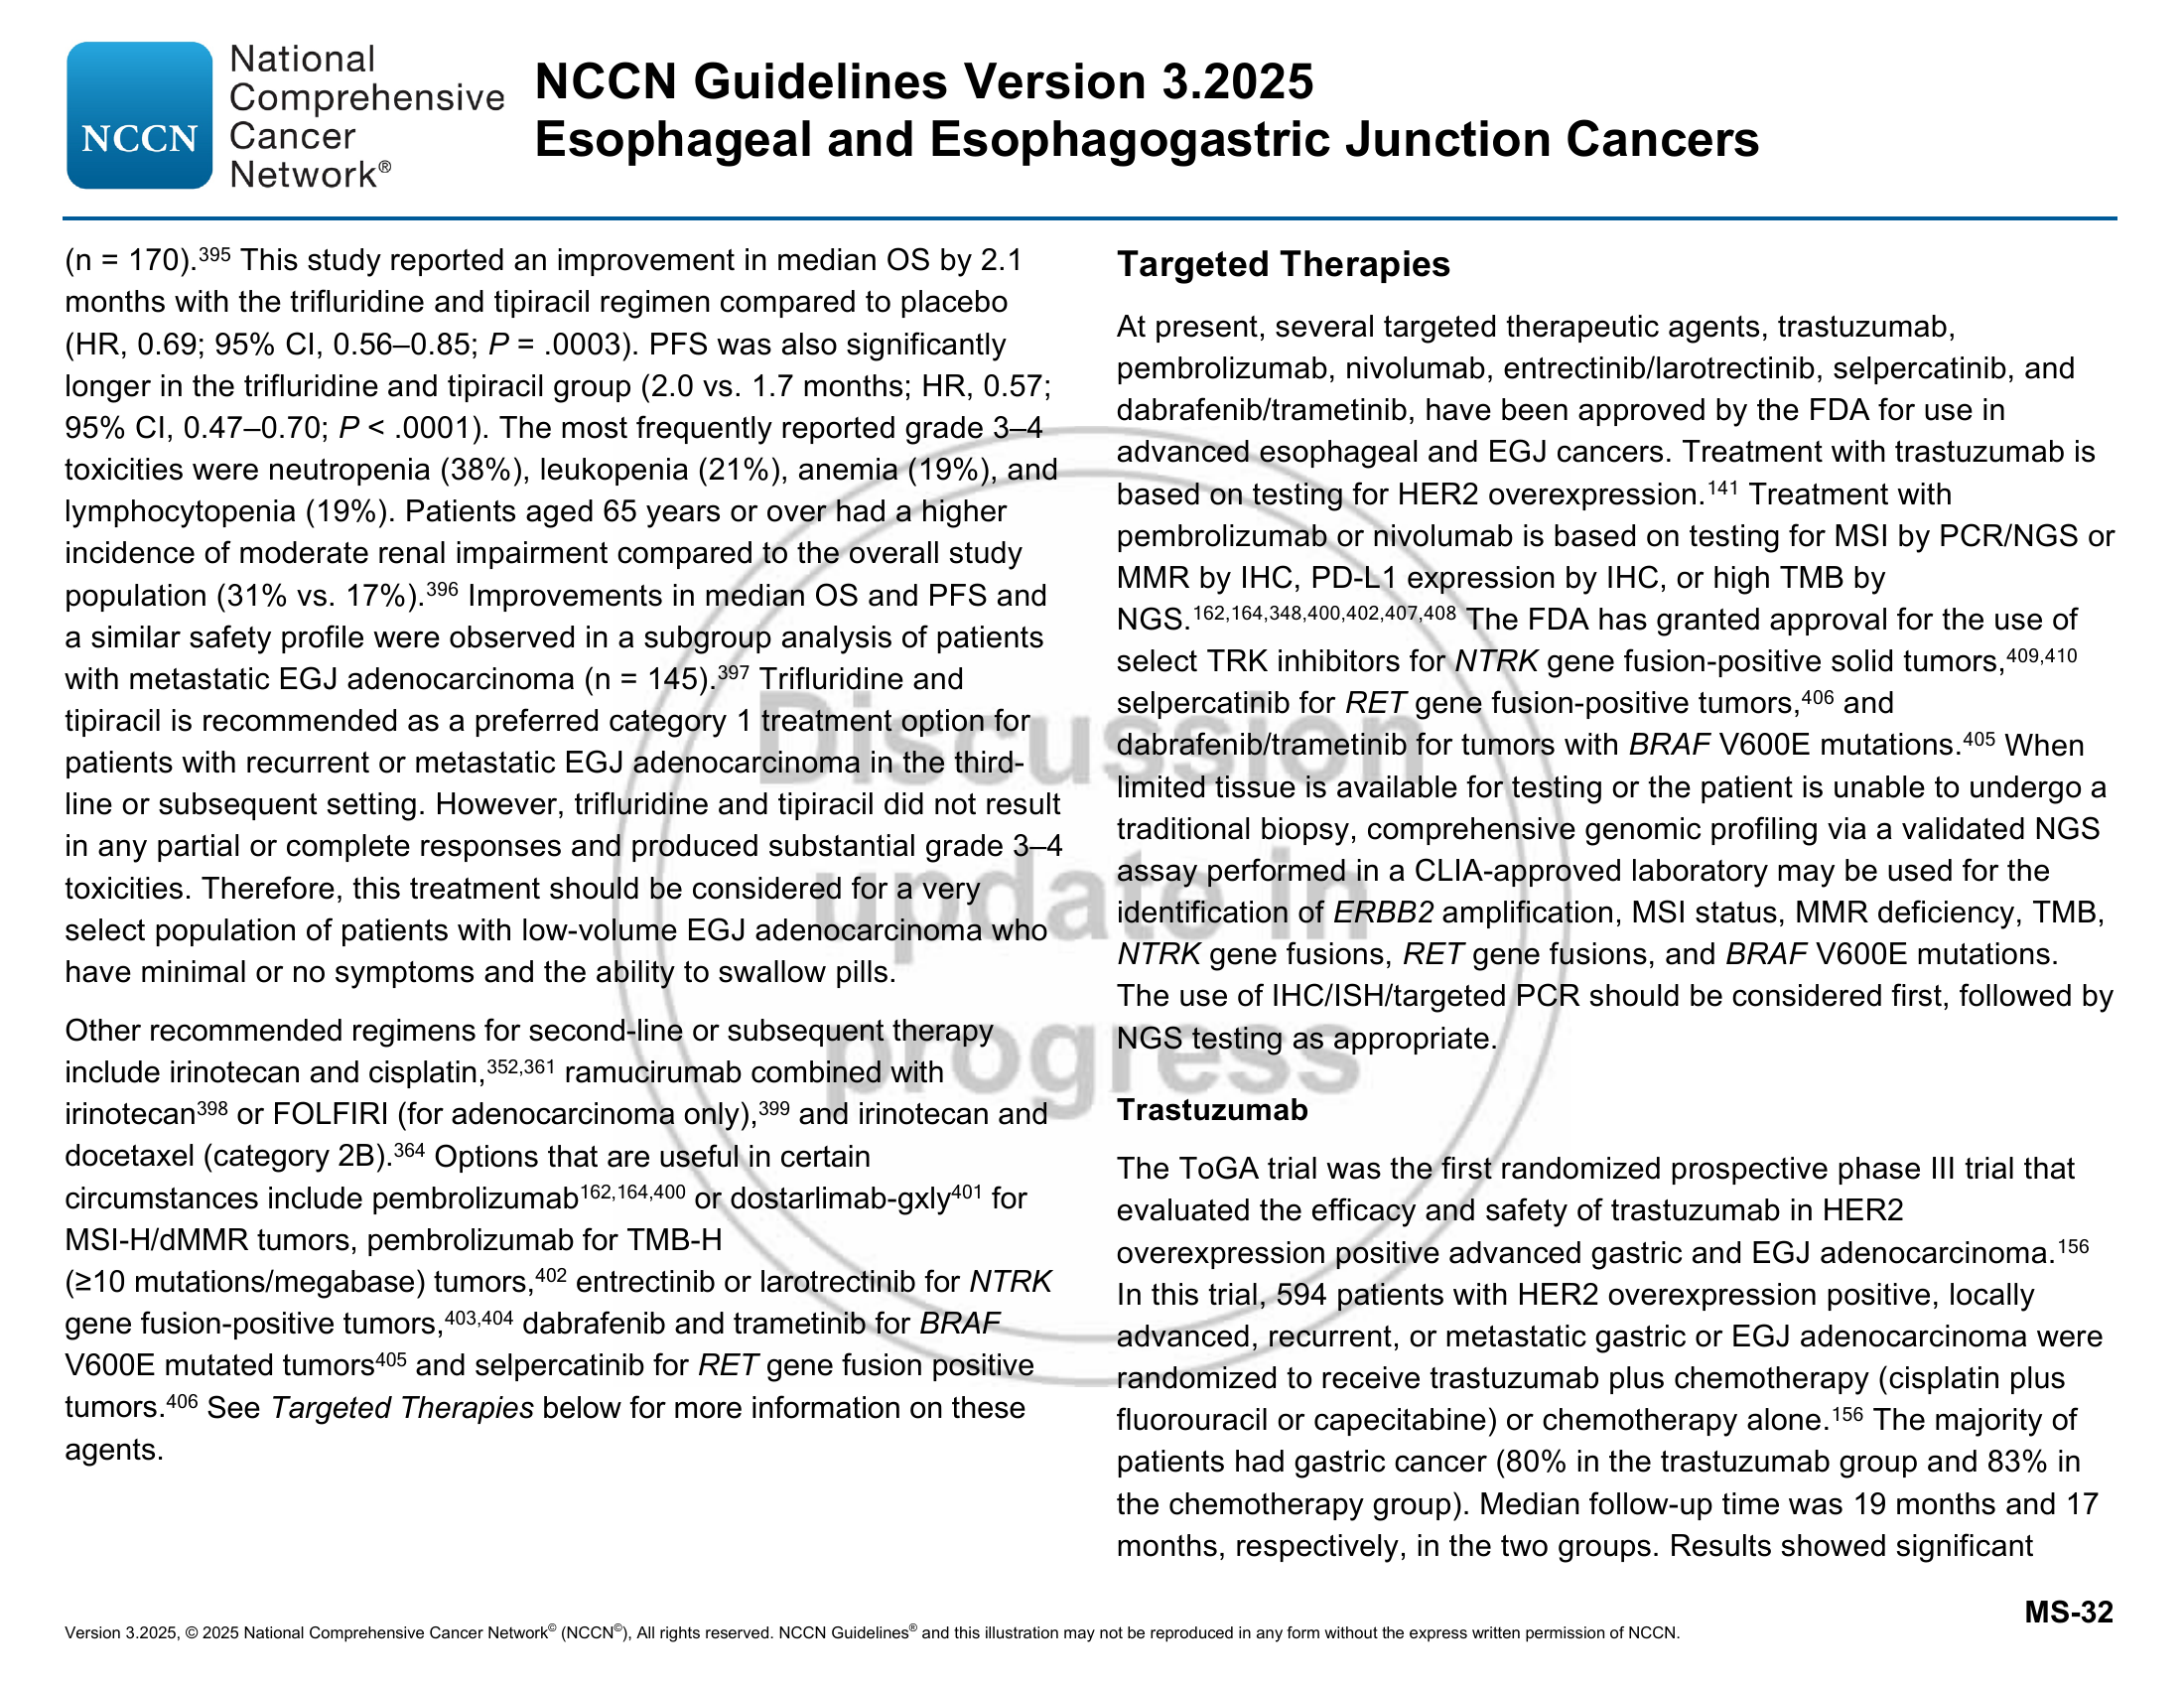 National
Comprehensive
NCCN Cancer
Network®
NCCN Guidelines Version 3.2025
Esophageal and Esophagogastric Junction Cancers
(n = 170).395 This study reported an improvement in median OS by 2.1
months with the trifluridine and tipiracil regimen compared to placebo
(HR, 0.69; 95% CI, 0.56–0.85; P = .0003). PFS was also significantly
longer in the trifluridine and tipiracil group (2.0 vs. 1.7 months; HR, 0.57;
95% CI, 0.47–0.70; P < .0001). The most frequently reported grade 3–4
toxicities were neutropenia (38%), leukopenia (21%), anemia (19%), and
lymphocytopenia (19%). Patients aged 65 years or over had a higher
incidence of moderate renal impairment compared to the overall study
population (31% vs. 17%).396 Improvements in median OS and PFS and
a similar safety profile were observed in a subgroup analysis of patients
with metastatic EGJ adenocarcinoma (n = 145).397 Trifluridine and
tipiracil is recommended as a preferred category 1 treatment option for
patients with recurrent or metastatic EGJ adenocarcinoma in the third-
line or subsequent setting. However, trifluridine and tipiracil did not result
in any partial or complete responses and produced substantial grade 3–4
toxicities. Therefore, this treatment should be considered for a very
select population of patients with low-volume EGJ adenocarcinoma who
have minimal or no symptoms and the ability to swallow pills.
Other recommended regimens for second-line or subsequent therapy
include irinotecan and cisplatin,352,361 ramucirumab combined with
irinotecan398 or FOLFIRI (for adenocarcinoma only),399 and irinotecan and
docetaxel (category 2B).364 Options that are useful in certain
circumstances include pembrolizumab162,164,400 or dostarlimab-gxly401 for
MSI-H/dMMR tumors, pembrolizumab for TMB-H
(≥10 mutations/megabase) tumors,402 entrectinib or larotrectinib for NTRK
gene fusion-positive tumors,403,404 dabrafenib and trametinib for BRAF
V600E mutated tumors405 and selpercatinib for RET gene fusion positive
tumors.406 See Targeted Therapies below for more information on these
agents.
Targeted Therapies
At present, several targeted therapeutic agents, trastuzumab,
pembrolizumab, nivolumab, entrectinib/larotrectinib, selpercatinib, and
dabrafenib/trametinib, have been approved by the FDA for use in
advanced esophageal and EGJ cancers. Treatment with trastuzumab is
based on testing for HER2 overexpression.141 Treatment with
pembrolizumab or nivolumab is based on testing for MSI by PCR/NGS or
MMR by IHC, PD-L1 expression by IHC, or high TMB by
NGS.162,164,348,400,402,407,408 The FDA has granted approval for the use of
select TRK inhibitors for NTRK gene fusion-positive solid tumors,409,410
selpercatinib for RET gene fusion-positive tumors,406 and
dabrafenib/trametinib for tumors with BRAF V600E mutations.405 When
limited tissue is available for testing or the patient is unable to undergo a
traditional biopsy, comprehensive genomic profiling via a validated NGS
assay performed in a CLIA-approved laboratory may be used for the
identification of ERBB2 amplification, MSI status, MMR deficiency, TMB,
NTRK gene fusions, RET gene fusions, and BRAF V600E mutations.
The use of IHC/ISH/targeted PCR should be considered first, followed by
NGS testing as appropriate.
Trastuzumab
The ToGA trial was the first randomized prospective phase III trial that
evaluated the efficacy and safety of trastuzumab in HER2
overexpression positive advanced gastric and EGJ adenocarcinoma.156
In this trial, 594 patients with HER2 overexpression positive, locally
advanced, recurrent, or metastatic gastric or EGJ adenocarcinoma were
randomized to receive trastuzumab plus chemotherapy (cisplatin plus
fluorouracil or capecitabine) or chemotherapy alone.156 The majority of
patients had gastric cancer (80% in the trastuzumab group and 83% in
the chemotherapy group). Median follow-up time was 19 months and 17
months, respectively, in the two groups. Results showed significant
Discussion
update in
progress
MS-32
Version 3.2025, © 2025 National Comprehensive Cancer Network© (NCCN©), All rights reserved. NCCN Guidelines® and this illustration may not be reproduced in any form without the express written permission of NCCN.